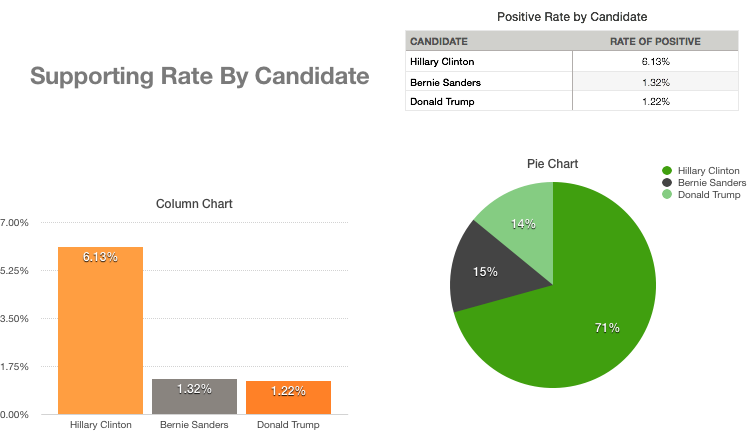 Supporting Rate By Candidate
Positive Rate by Candidate
CANDIDATE RATE OF POSITIVE
Hillary Clinton 6.13%
Bernie Sanders 1.32%
Donald Trump 1.22%
Column Chart
7.00%
5.25%
3.50%
1.75%
0.00%
6.13%
1.32%
1.22%
Hillary Clinton Bernie Sanders Donald Trump
Pie Chart
Hillary Clinton
Bernie Sanders
Donald Trump
14%
15%
71%